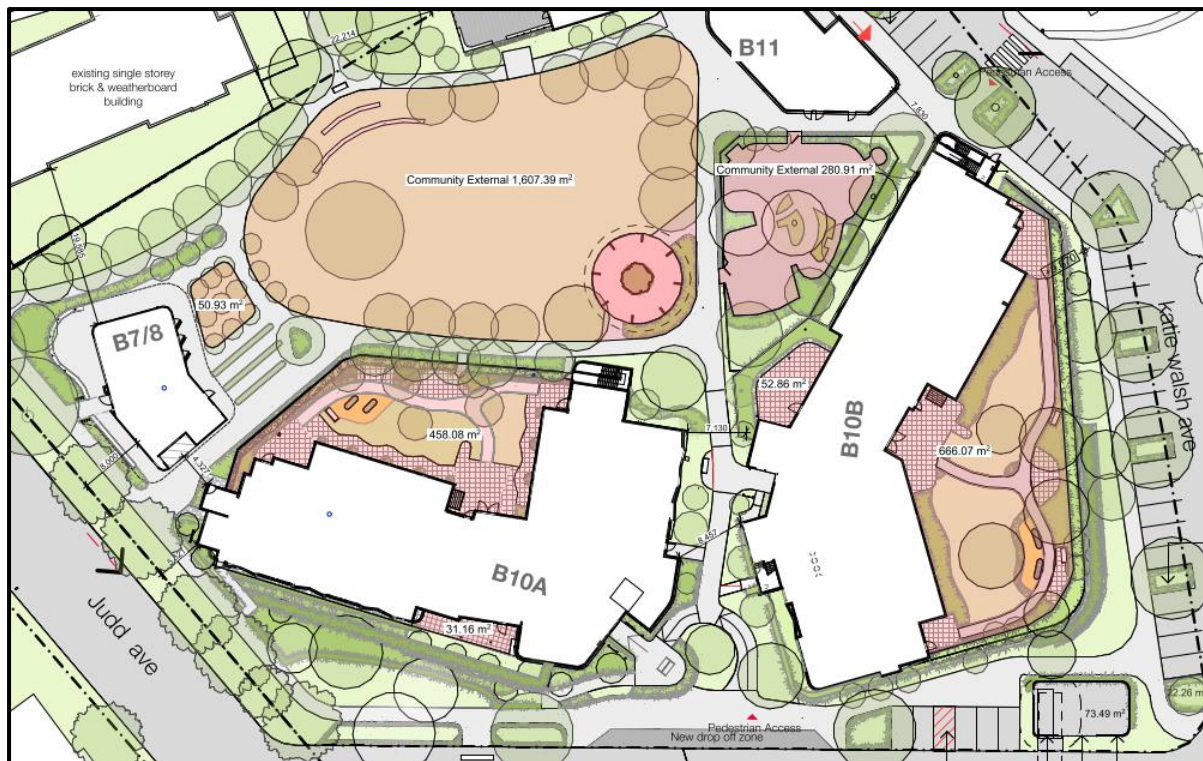 B11
22,214
existing single storey
brick & weatherboard
building
Pedestrian Access
7,830
Community External 1,607.39 m²
Community External 280.91 m²
19,585
50.93 m²
B7/8
katie walsh ave
52.86 m²
458.08 m²
7,130
B10B
666.07 m²
8,000
4,327
8,457
B10A
Judd ave
31.16 m²
Pedestrian Access
New drop off zone
73.49 m²